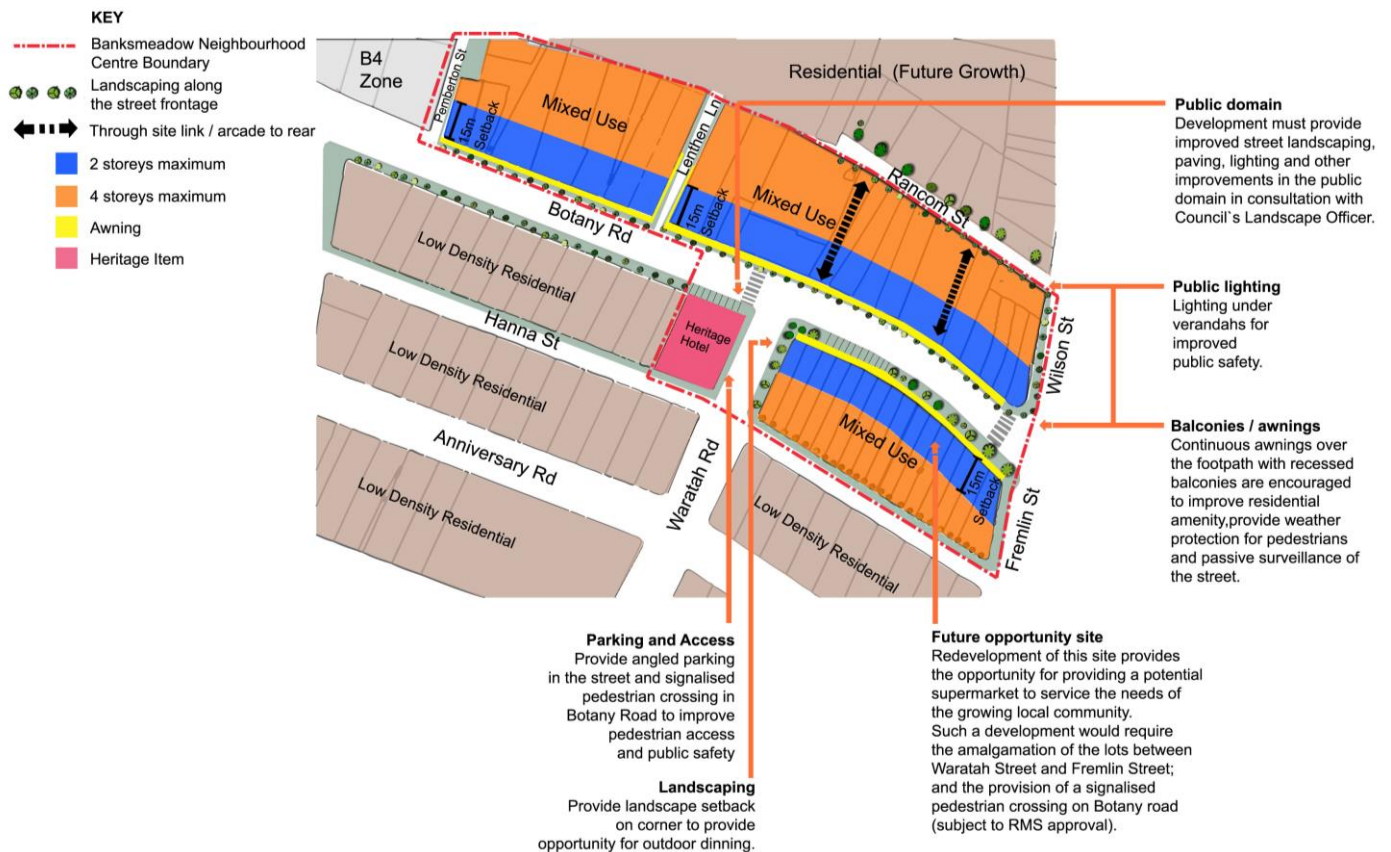 KEY
Banksmeadow Neighbourhood
Centre Boundary
Landscaping along
the street frontage
Through site link / arcade to rear
2 storeys maximum
4 storeys maximum
Awning
Heritage Item
B4
Zone
Pemberton St
15m
Setback
Mixed Use
Lenthen Ln
Residential (Future Growth)
Rancom St
15m
Setback
Mixed Use
Botany Rd
Low Density Residential
Hanna St
Heritage
Hotel
Low Density Residential
Anniversary Rd
Low Density Residential
Waratah Rd
Mixed Use
15m
Setback
Wilson St
Fremlin St
Low Density Residential
Public domain
Development must provide
improved street landscaping,
paving, lighting and other
improvements in the public
domain in consultation with
Council`s Landscape Officer.
Public lighting
Lighting under
verandahs for
improved
public safety.
Balconies / awnings
Continuous awnings over
the footpath with recessed
balconies are encouraged
to improve residential
amenity,provide weather
protection for pedestrians
and passive surveillance of
the street.
Parking and Access
Provide angled parking
in the street and signalised
pedestrian crossing in
Botany Road to improve
pedestrian access
and public safety
Landscaping
Provide landscape setback
on corner to provide
opportunity for outdoor dinning.
Future opportunity site
Redevelopment of this site provides
the opportunity for providing a potential
supermarket to service the needs of
the growing local community.
Such a development would require
the amalgamation of the lots between
Waratah Street and Fremlin Street;
and the provision of a signalised
pedestrian crossing on Botany road
(subject to RMS approval).